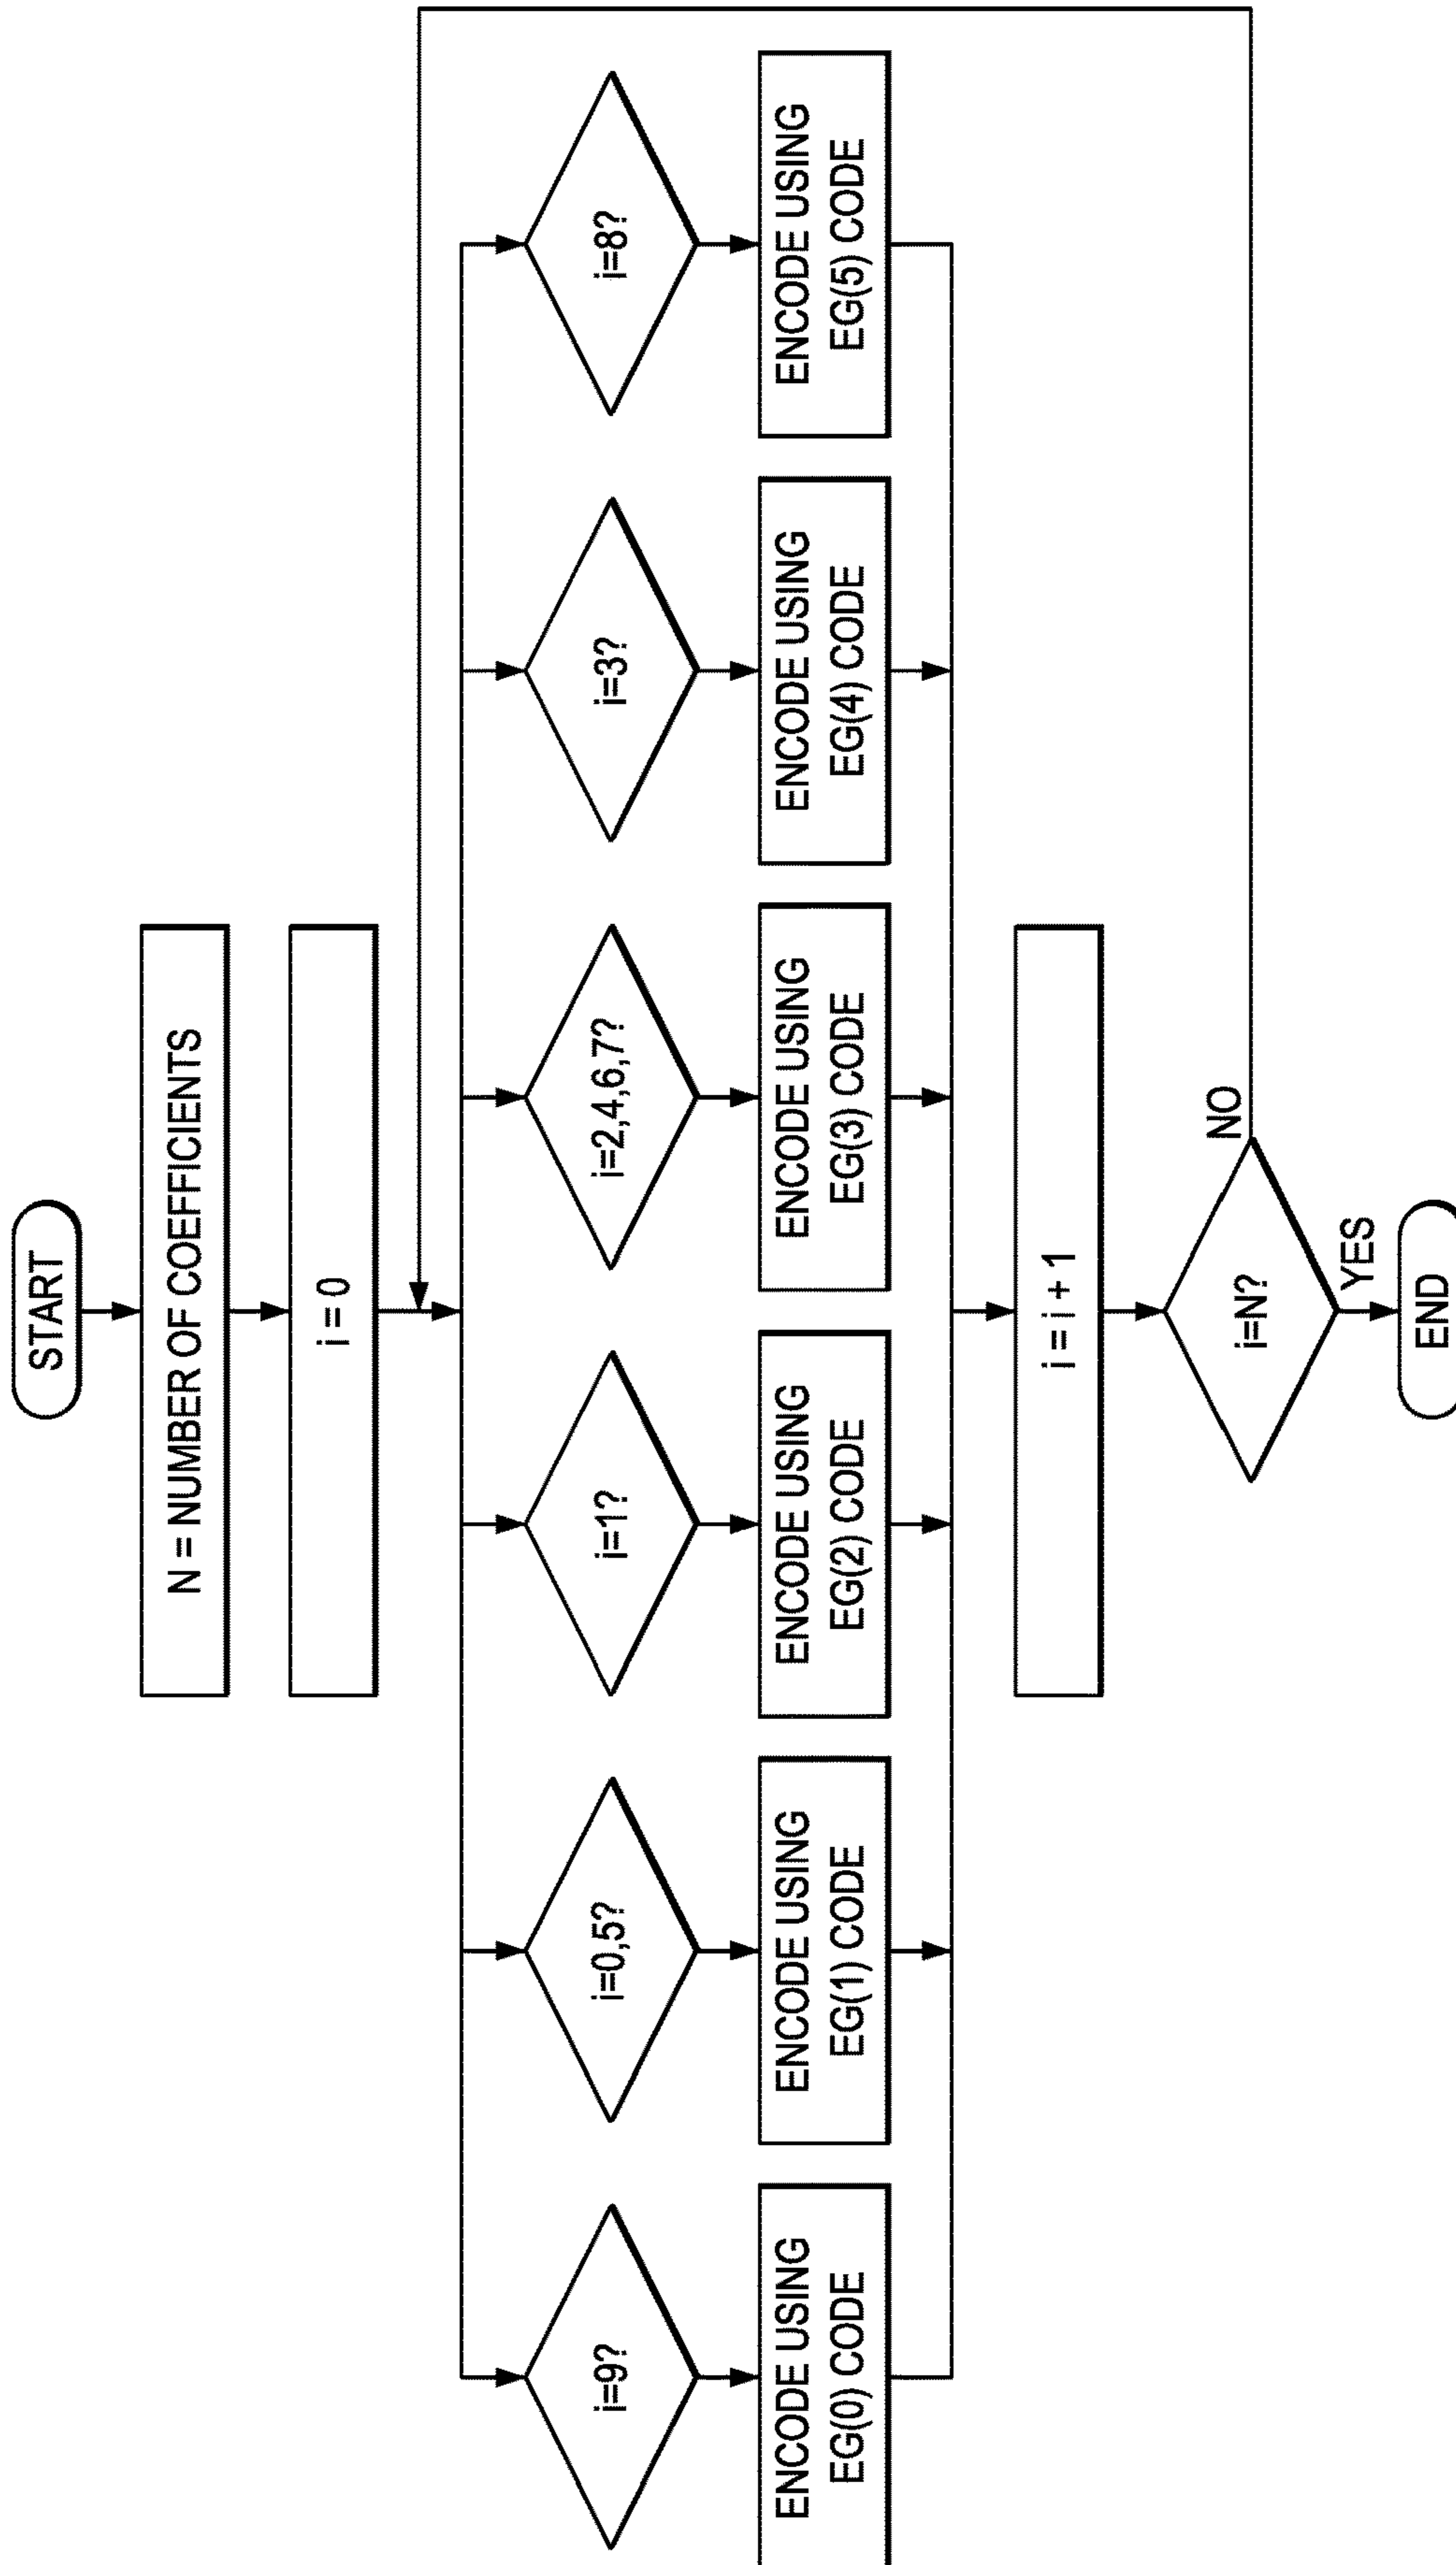 START
N = NUMBER OF COEFFICIENTS
i = 0
i=9?
i=0,5?
i=1?
i=2,4,6,7?
i=3?
i=8?
ENCODE USING
EG(0) CODE
ENCODE USING
EG(1) CODE
ENCODE USING
EG(2) CODE
ENCODE USING
EG(3) CODE
ENCODE USING
EG(4) CODE
ENCODE USING
EG(5) CODE
i = i + 1
i=N?
NO
YES
END